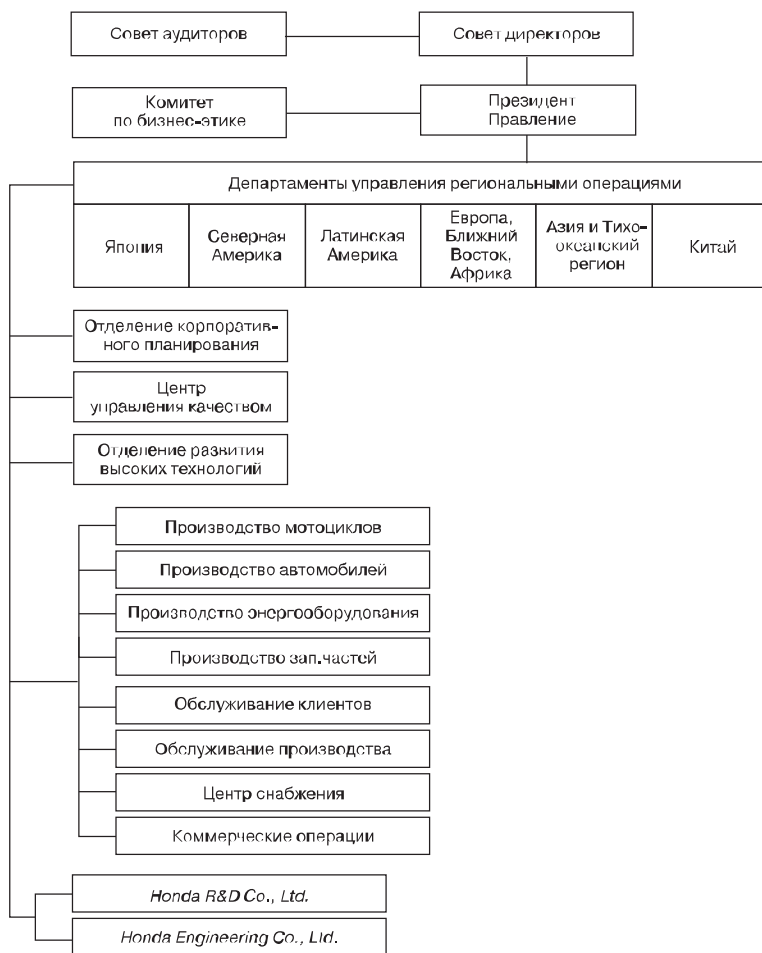 Совет аудиторов
Совет директоров
Комитет
по бизнес-этике
Президент
Правление
Департаменты управления региональными операциями
Япония
Северная
Америка
Латинская
Америка
Европа,
Ближний
Восток,
Африка
Азия и Тихо-
океанский
регион
Китай
Отделение корпоратив-
ного планирования
Центр
управления качеством
Отделение развития
высоких технологий
Производство мотоциклов
Производство автомобилей
Производство энергооборудования
Производство зап.частей
Обслуживание клиентов
Обслуживание производства
Центр снабжения
Коммерческие операции
Honda R&D Co., Ltd.
Honda Engineering Co., Ltd.